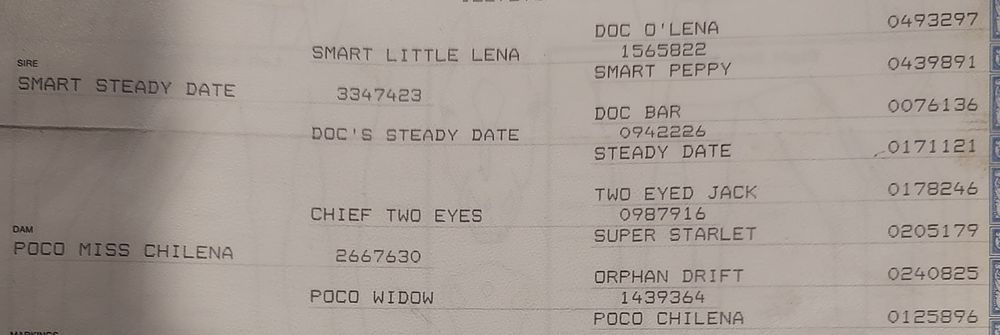 DOC O'LENA 0493297
SMART LITTLE LENA 1565822
SIRE SMART PEPPY 0439891
SMART STEADY DATE 3347423
DOC BAR 0076136
DOC'S STEADY DATE 0942226
STEADY DATE 0171121
TWO EYED JACK 0178246
CHIEF TWO EYES 0987916
DAM SUPER STARLET 0205179
POCO MISS CHILENA 2667630
ORPHAN DRIFT 0240825
POCO WIDOW 1439364
POCO CHILENA 0125896
MARKINGS